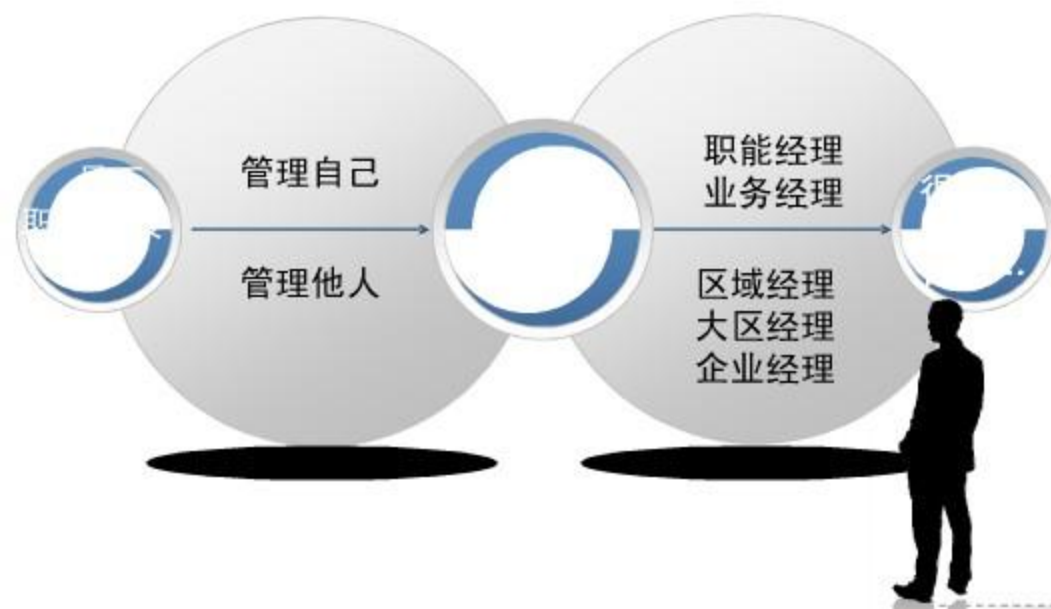 管理自己
管理他人
职能经理
业务经理
区域经理
大区经理
企业经理